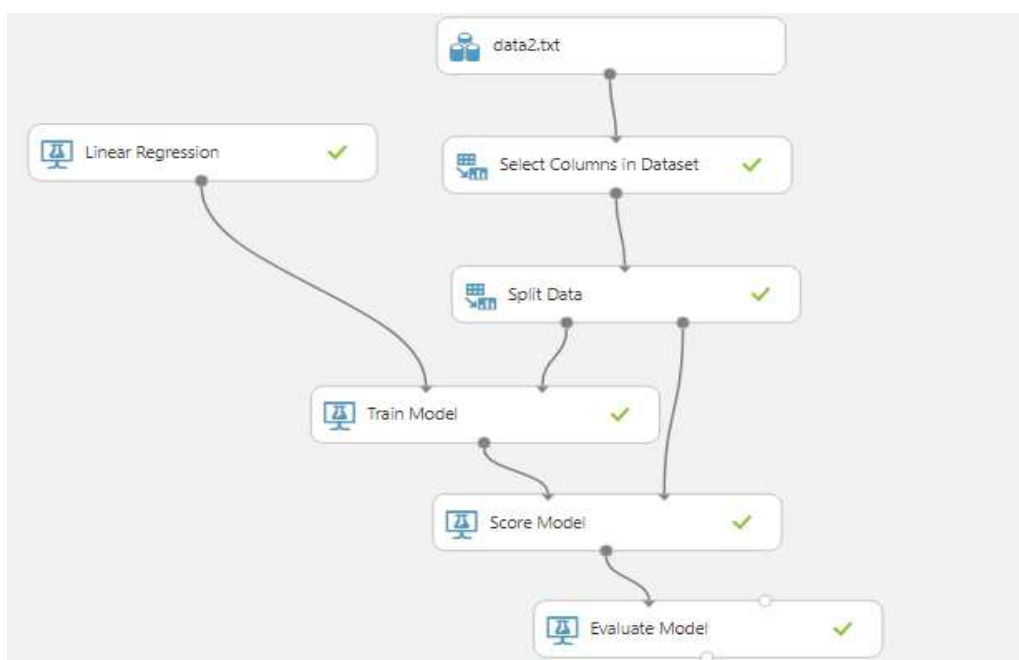 data2.txt
Linear Regression
Select Columns in Dataset
Split Data
Train Model
Score Model
Evaluate Model